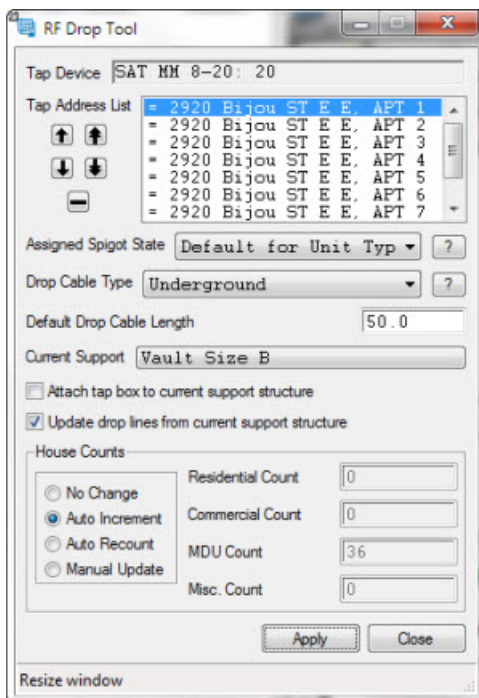 RF Drop Tool
Tap Device SAT MM 8-20: 20
Tap Address List
= 2920 Bijou ST E E, APT 1
= 2920 Bijou ST E E, APT 2
= 2920 Bijou ST E E, APT 3
= 2920 Bijou ST E E, APT 4
= 2920 Bijou ST E E, APT 5
= 2920 Bijou ST E E, APT 6
= 2920 Bijou ST E E, APT 7
Assigned Spigot State Default for Unit Typ ?
Drop Cable Type Underground ?
Default Drop Cable Length 50.0
Current Support Vault Size B
Attach tap box to current support structure
Update drop lines from current support structure
House Counts
No Change
Auto Increment
Auto Recount
Manual Update
Residential Count 0
Commercial Count 0
MDU Count 36
Misc. Count 0
Apply Close
Resize window